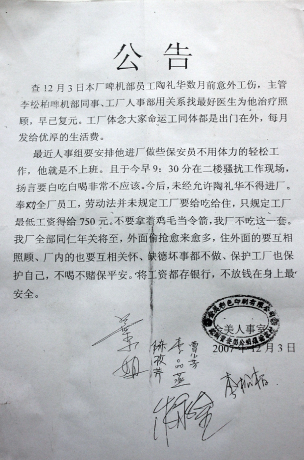 公告
查12月3日本厂啤机部员工陶礼华数月前意外工伤，主管
李松柏啤机部同事、工厂人事部用关系找最好医生为他治疗照
顾，早已复元。工厂体念大家命运工同体都是出门在外，每月
发给优厚的生活费。
最近人事组要安排他进厂做些保安员不用体力的轻松工
作，他就是不上班。且于今早9：30分在二楼骚扰工作现场，
扬言要白吃白喝非常不应该。今后，未经允许陶礼华不得进厂。
奉劝全厂员工，劳动法并未规定工厂要给吃给住，只规定工厂
最低工资得给750元。不要拿着鸡毛当令箭，我厂不吃这一套。
我厂全部同仁年关将至，外面偷抢愈来愈多，住外面的要互相
照顾、厂内的也要互相关怀、缺德坏事都不做、保护工厂也保
护自己，不喝不赌保平安。将工资都存银行，不放钱在身上最
安全。
美人事室
2007年12月3日
李松柏